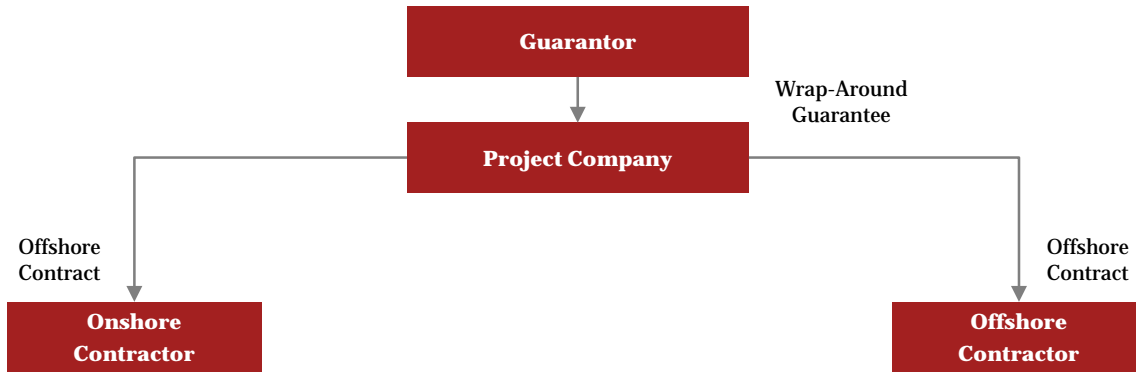 Guarantor
Wrap-Around
Guarantee
Project Company
Offshore
Contract
Offshore
Contract
Onshore
Contractor
Offshore
Contractor